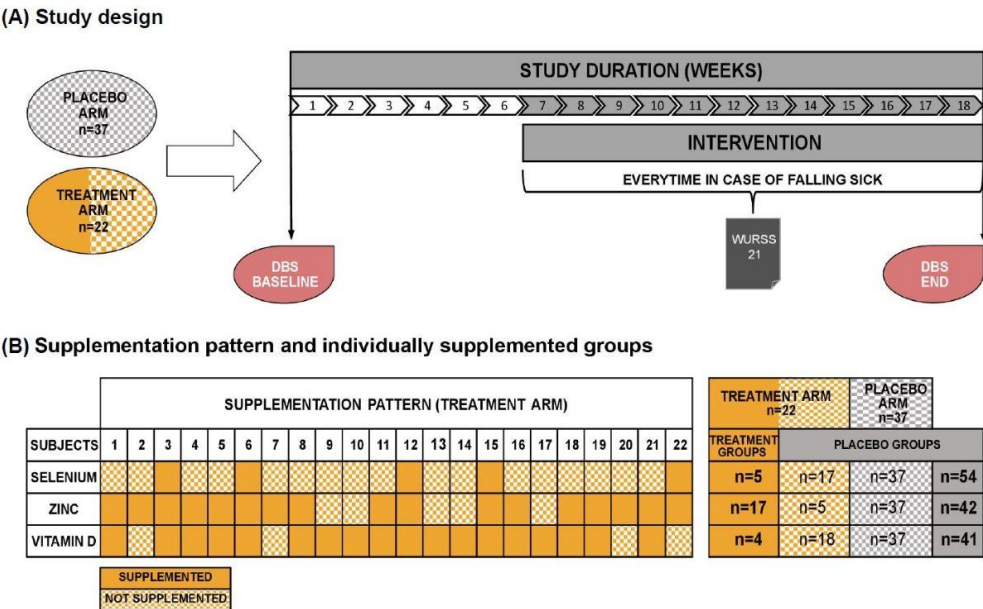 (A) Study design
PLACEBO
ARM
n=37
TREATMENT
ARM
n=22
STUDY DURATION (WEEKS)
1 2 3 4 5 6 7 8 9 10 11 12 13 14 15 16 17 18
INTERVENTION
EVERYTIME IN CASE OF FALLING SICK
WURSS
21
DBS
BASELINE
DBS
END
(B) Supplementation pattern and individually supplemented groups
SUPPLEMENTATION PATTERN (TREATMENT ARM)
SUBJECTS 1 2 3 4 5 6 7 8 9 10 11 12 13 14 15 16 17 18 19 20 21 22
SELENIUM
ZINC
VITAMIN D
SUPPLEMENTED
NOT SUPPLEMENTED
TREATMENT ARM
n=22
PLACEBO
ARM
n=37
TREATMENT
GROUPS
PLACEBO GROUPS
n=5 n=17 n=37 n=54
n=17 n=5 n=37 n=42
n=4 n=18 n=37 n=41